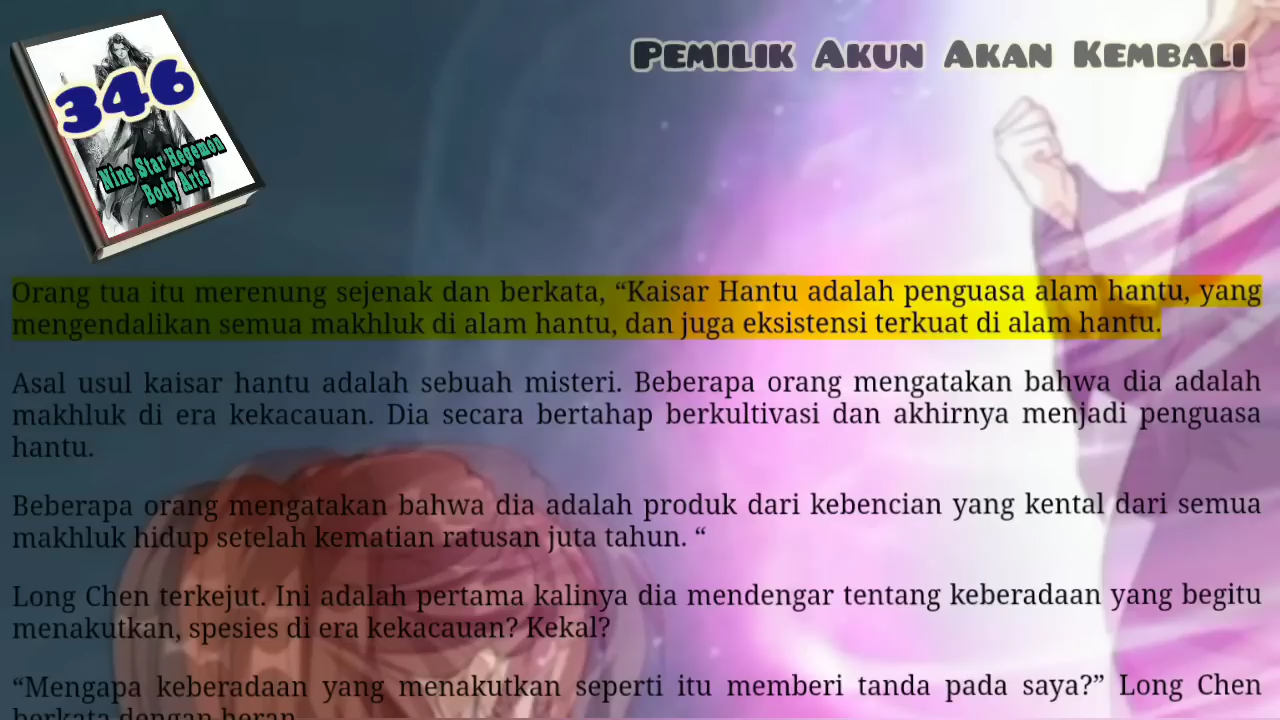 346
Nine Star Hegemon
Body Arts
Pemilik Akun Akan Kembali
Orang tua itu merenung sejenak dan berkata, “Kaisar Hantu adalah penguasa alam hantu, yang
mengendalikan semua makhluk di alam hantu, dan juga eksistensi terkuat di alam hantu.
Asal usul kaisar hantu adalah sebuah misteri. Beberapa orang mengatakan bahwa dia adalah
makhluk di era kekacauan. Dia secara bertahap berkultivasi dan akhirnya menjadi penguasa
hantu.
Beberapa orang mengatakan bahwa dia adalah produk dari kebencian yang kental dari semua
makhluk hidup setelah kematian ratusan juta tahun. “
Long Chen terkejut. Ini adalah pertama kalinya dia mendengar tentang keberadaan yang begitu
menakutkan, spesies di era kekacauan? Kekal?
“Mengapa keberadaan yang menakutkan seperti itu memberi tanda pada saya?” Long Chen
berkata dengan heran